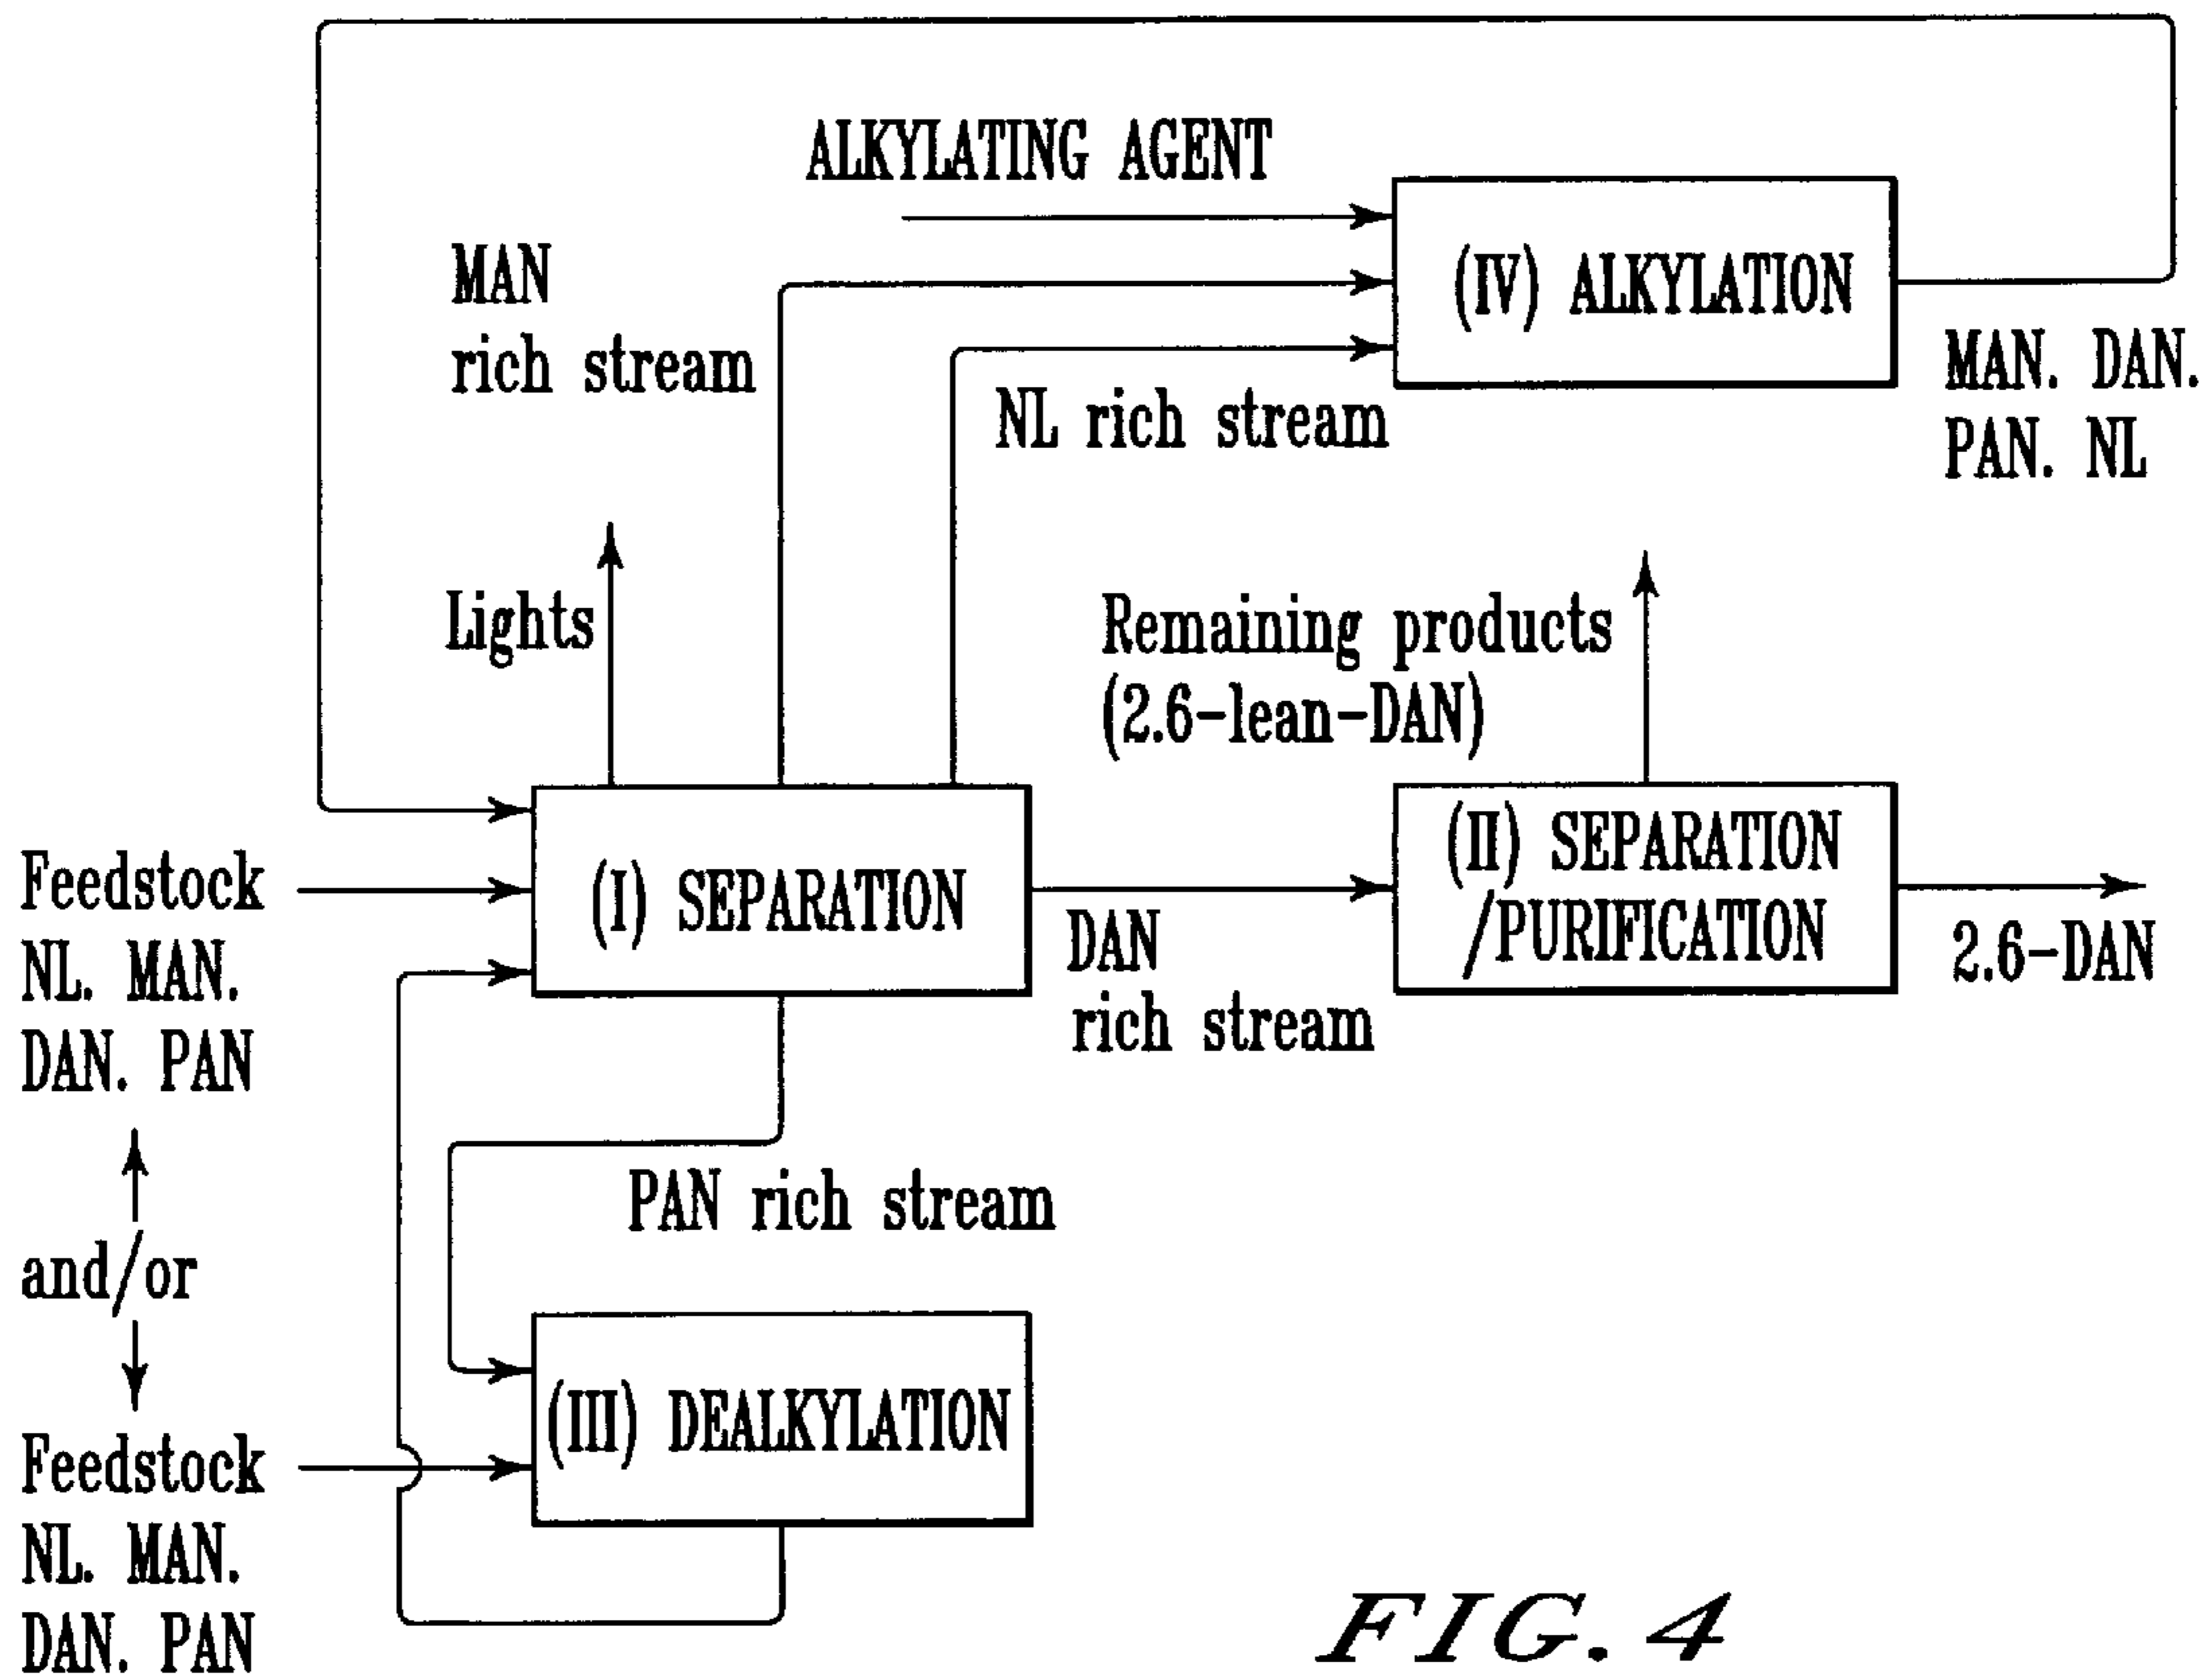 ALKYLATING AGENT
MAN
rich stream
(IV) ALKYLATION
NL rich stream
MAN. DAN.
PAN. NL
Lights
Remaining products
(2.6-lean-DAN)
Feedstock
NL. MAN.
DAN. PAN
(I) SEPARATION
DAN
rich stream
(II) SEPARATION
/PURIFICATION
2.6-DAN
and/or
PAN rich stream
Feedstock
NL. MAN.
DAN. PAN
(III) DEALKYLATION
FIG. 4